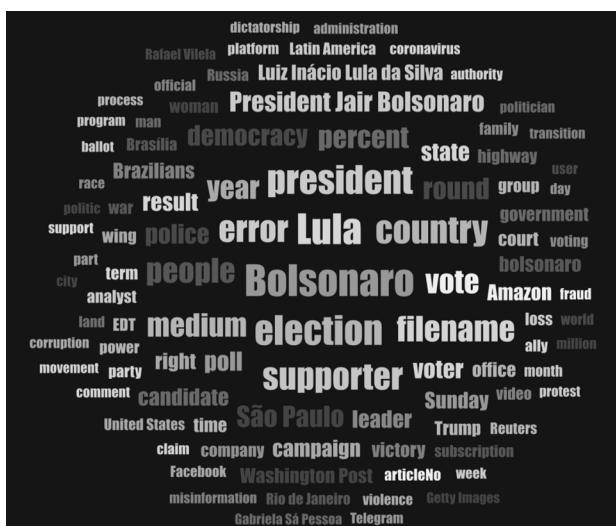 dictatorship administration
Rafael Vilela platform Latin America coronavirus
Russia Luiz Inácio Lula da Silva authority
official
process woman President Jair Bolsonaro politician
program man democracy percent family transition
ballot Brasília state highway
Brazilians user
race result year president round group day
politic war government
support wing police error Lula country court voting
part people bolsonaro
city term Bolsonaro vote Amazon fraud
analyst
land EDT medium election filename loss world
corruption power ally million
movement party right poll supporter voter office month
comment candidate Sunday video protest
United States time São Paulo leader Trump Reuters
claim company campaign victory subscription
Facebook Washington Post articleNo week
misinformation Rio de Janeiro violence Getty Images
Gabriela Sá Pessoa Telegram